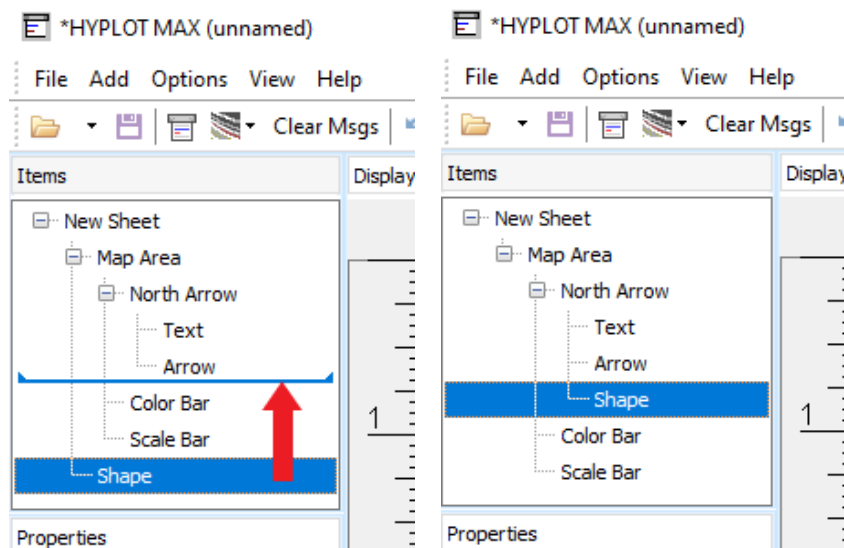 *HYPLOT MAX (unnamed)
File Add Options View Help
Clear Msgs
Items
Display
New Sheet
Map Area
North Arrow
Text
Arrow
Color Bar
Scale Bar
Shape
1
Properties
*HYPLOT MAX (unnamed)
File Add Options View Help
Clear Msgs
Items
Display
New Sheet
Map Area
North Arrow
Text
Arrow
Shape
Color Bar
Scale Bar
1
Properties